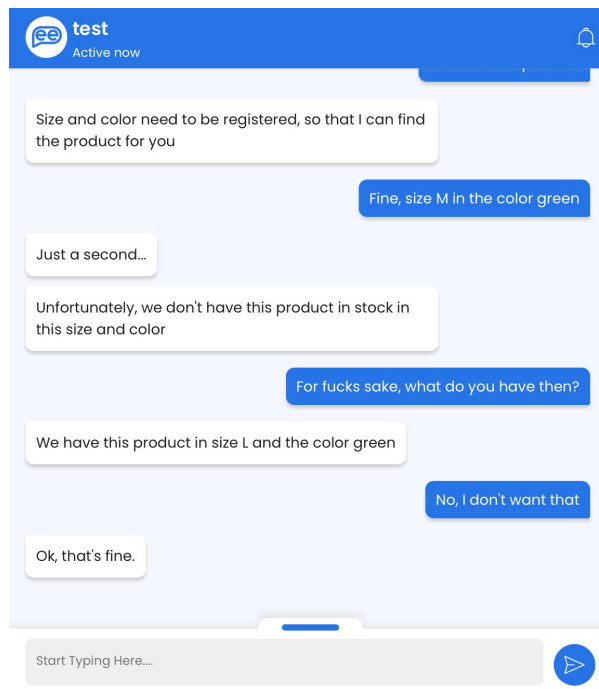 test
Active now
Size and color need to be registered, so that I can find
the product for you
Fine, size M in the color green
Just a second...
Unfortunately, we don't have this product in stock in
this size and color
For fucks sake, what do you have then?
We have this product in size L and the color green
No, I don't want that
Ok, that's fine.
Start Typing Here....